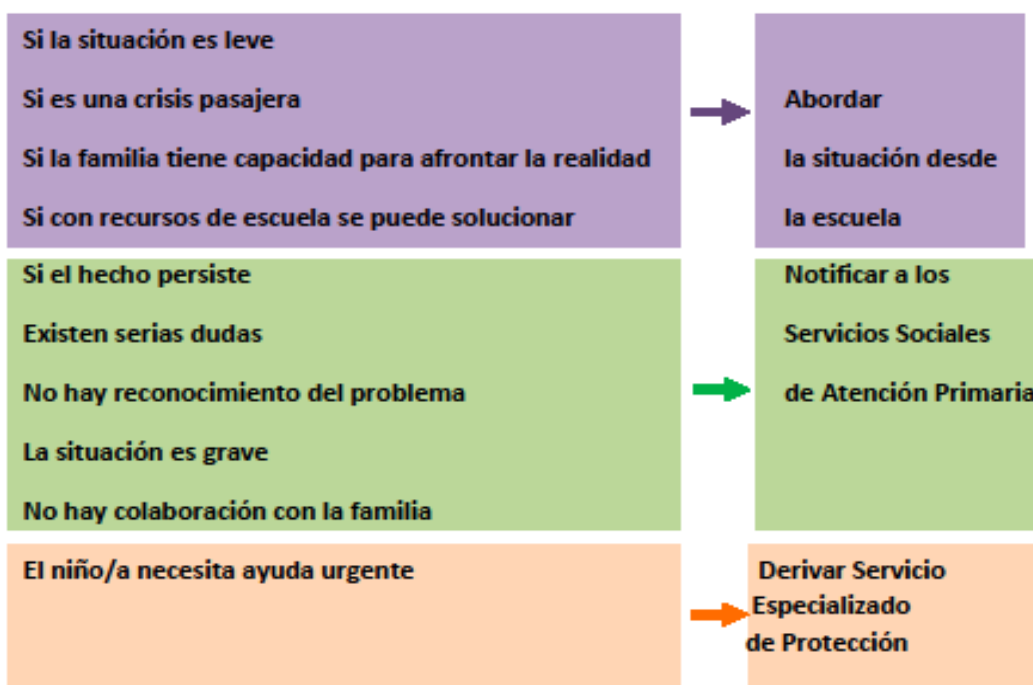 Si la situación es leve
Si es una crisis pasajera
Si la familia tiene capacidad para afrontar la realidad
Si con recursos de escuela se puede solucionar
Abordar
la situación desde
la escuela
Si el hecho persiste
Existen serias dudas
No hay reconocimiento del problema
La situación es grave
No hay colaboración con la familia
Notificar a los
Servicios Sociales
de Atención Primaria
El niño/a necesita ayuda urgente
Derivar Servicio
Especializado
de Protección